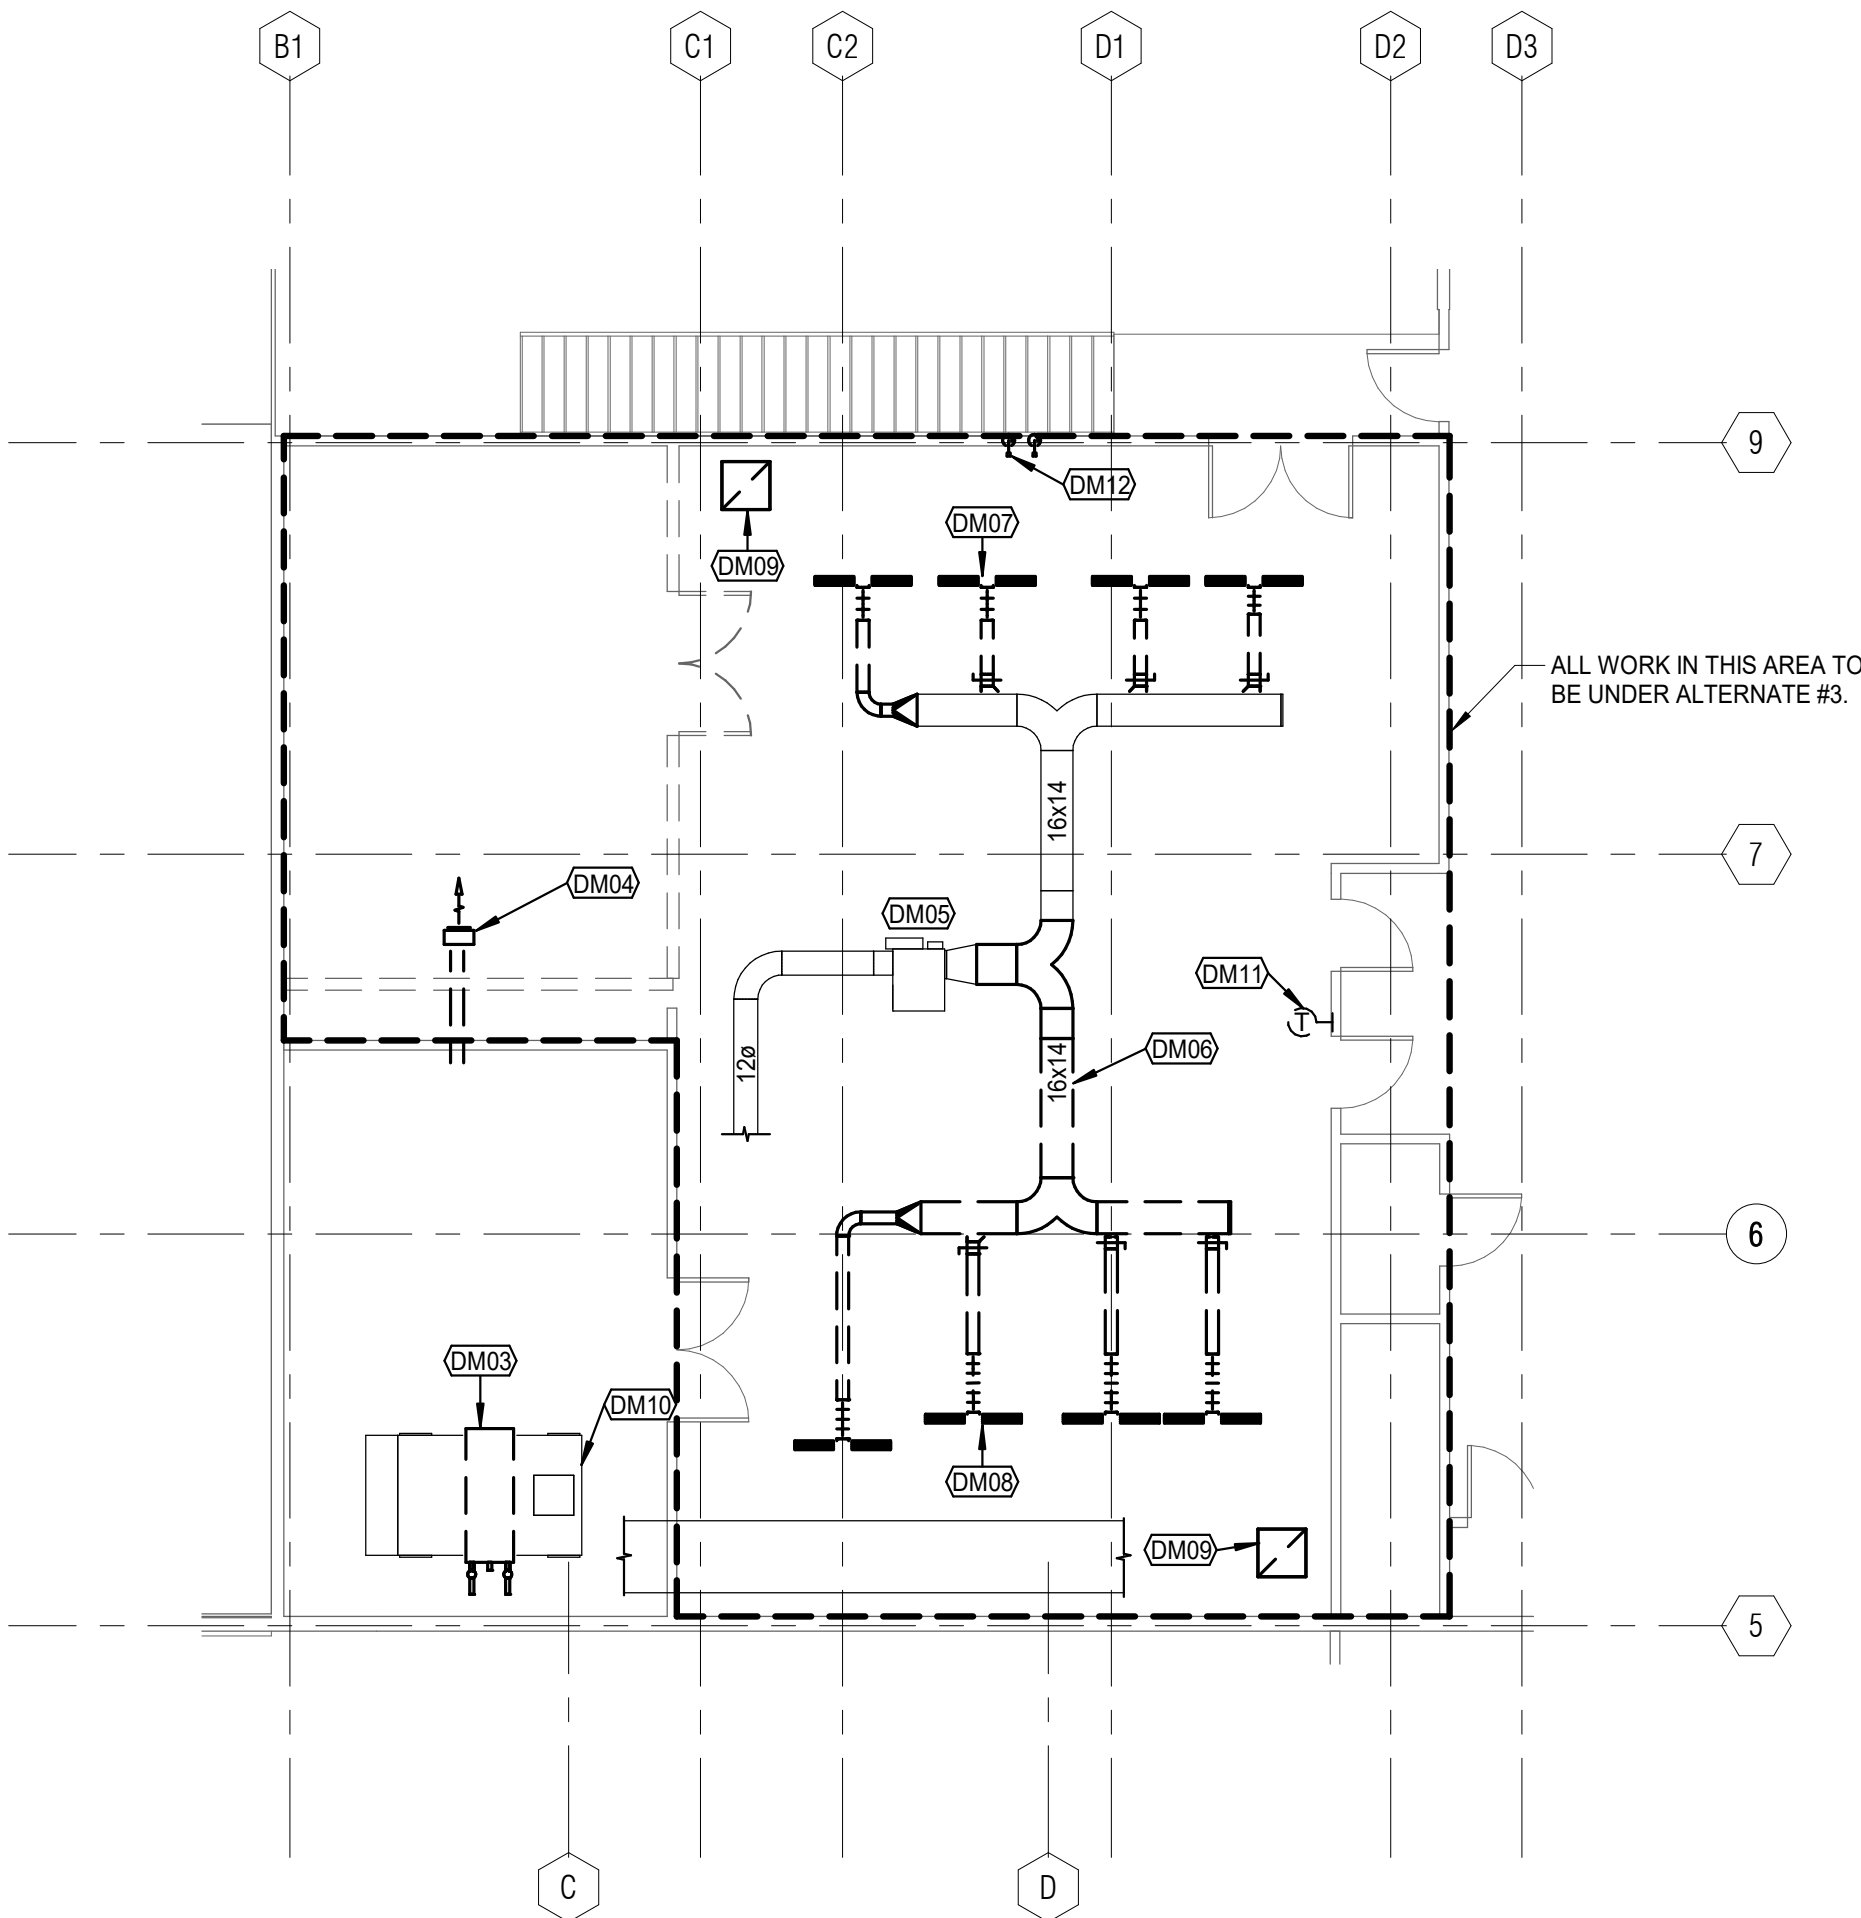 B1
C1
C2
D1
D2
D3
9
DM12
DM07
DM09
ALL WORK IN THIS AREA TO
BE UNDER ALTERNATE #3.
16x14
7
DM04
DM05
DM11
DM06
16x14
12ø
6
DM03
DM10
DM08
DM09
5
C
D
T